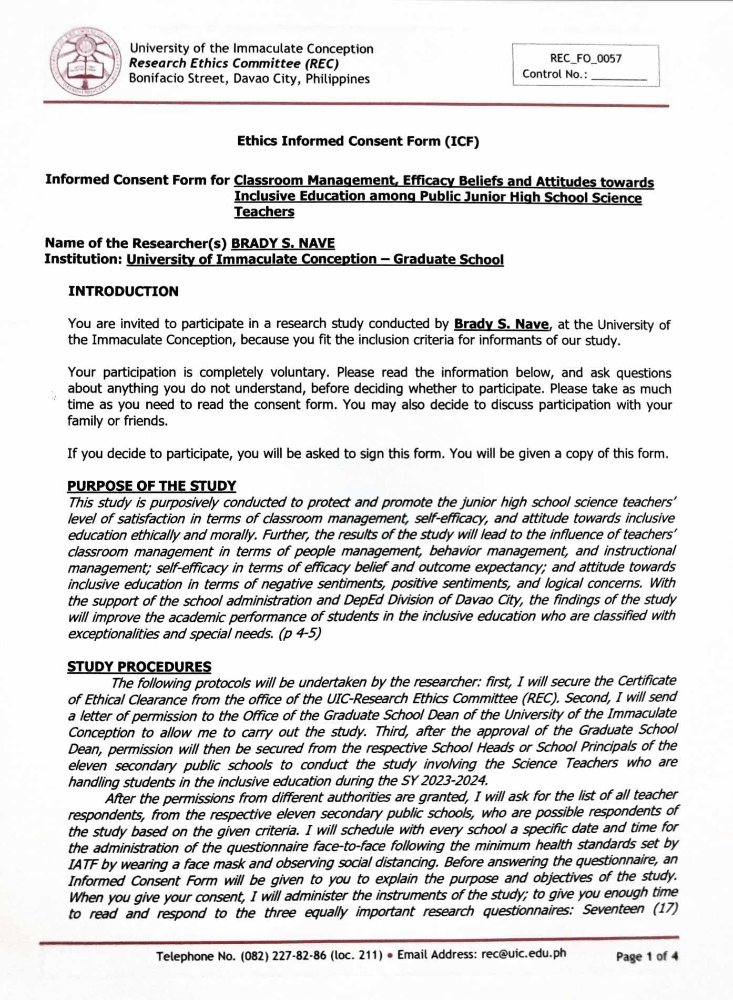 University of the Immaculate Conception
Research Ethics Committee (REC)
Bonifacio Street, Davao City, Philippines
REC_FO_0057
Control No.: __________
Ethics Informed Consent Form (ICF)
Informed Consent Form for Classroom Management, Efficacy Beliefs and Attitudes towards
Inclusive Education among Public Junior High School Science
Teachers
Name of the Researcher(s) BRADY S. NAVE
Institution: University of Immaculate Conception – Graduate School
INTRODUCTION
You are invited to participate in a research study conducted by Brady S. Nave, at the University of
the Immaculate Conception, because you fit the inclusion criteria for informants of our study.
Your participation is completely voluntary. Please read the information below, and ask questions
about anything you do not understand, before deciding whether to participate. Please take as much
time as you need to read the consent form. You may also decide to discuss participation with your
family or friends.
If you decide to participate, you will be asked to sign this form. You will be given a copy of this form.
PURPOSE OF THE STUDY
This study is purposively conducted to protect and promote the junior high school science teachers'
level of satisfaction in terms of classroom management, self-efficacy, and attitude towards inclusive
education ethically and morally. Further, the results of the study will lead to the influence of teachers'
classroom management in terms of people management, behavior management, and instructional
management; self-efficacy in terms of efficacy belief and outcome expectancy; and attitude towards
inclusive education in terms of negative sentiments, positive sentiments, and logical concerns. With
the support of the school administration and DepEd Division of Davao City, the findings of the study
will improve the academic performance of students in the inclusive education who are classified with
exceptionalities and special needs. (p 4-5)
STUDY PROCEDURES
The following protocols will be undertaken by the researcher: first, I will secure the Certificate
of Ethical Clearance from the office of the UIC-Research Ethics Committee (REC). Second, I will send
a letter of permission to the Office of the Graduate School Dean of the University of the Immaculate
Conception to allow me to carry out the study. Third, after the approval of the Graduate School
Dean, permission will then be secured from the respective School Heads or School Principals of the
eleven secondary public schools to conduct the study involving the Science Teachers who are
handling students in the inclusive education during the SY 2023-2024.
After the permissions from different authorities are granted, I will ask for the list of all teacher
respondents, from the respective eleven secondary public schools, who are possible respondents of
the study based on the given criteria. I will schedule with every school a specific date and time for
the administration of the questionnaire face-to-face following the minimum health standards set by
IATF by wearing a face mask and observing social distancing. Before answering the questionnaire, an
Informed Consent Form will be given to you to explain the purpose and objectives of the study.
When you give your consent, I will administer the instruments of the study; to give you enough time
to read and respond to the three equally important research questionnaires: Seventeen (17)
Telephone No. (082) 227-82-86 (loc. 211) • Email Address: rec@uic.edu.ph
Page 1 of 4